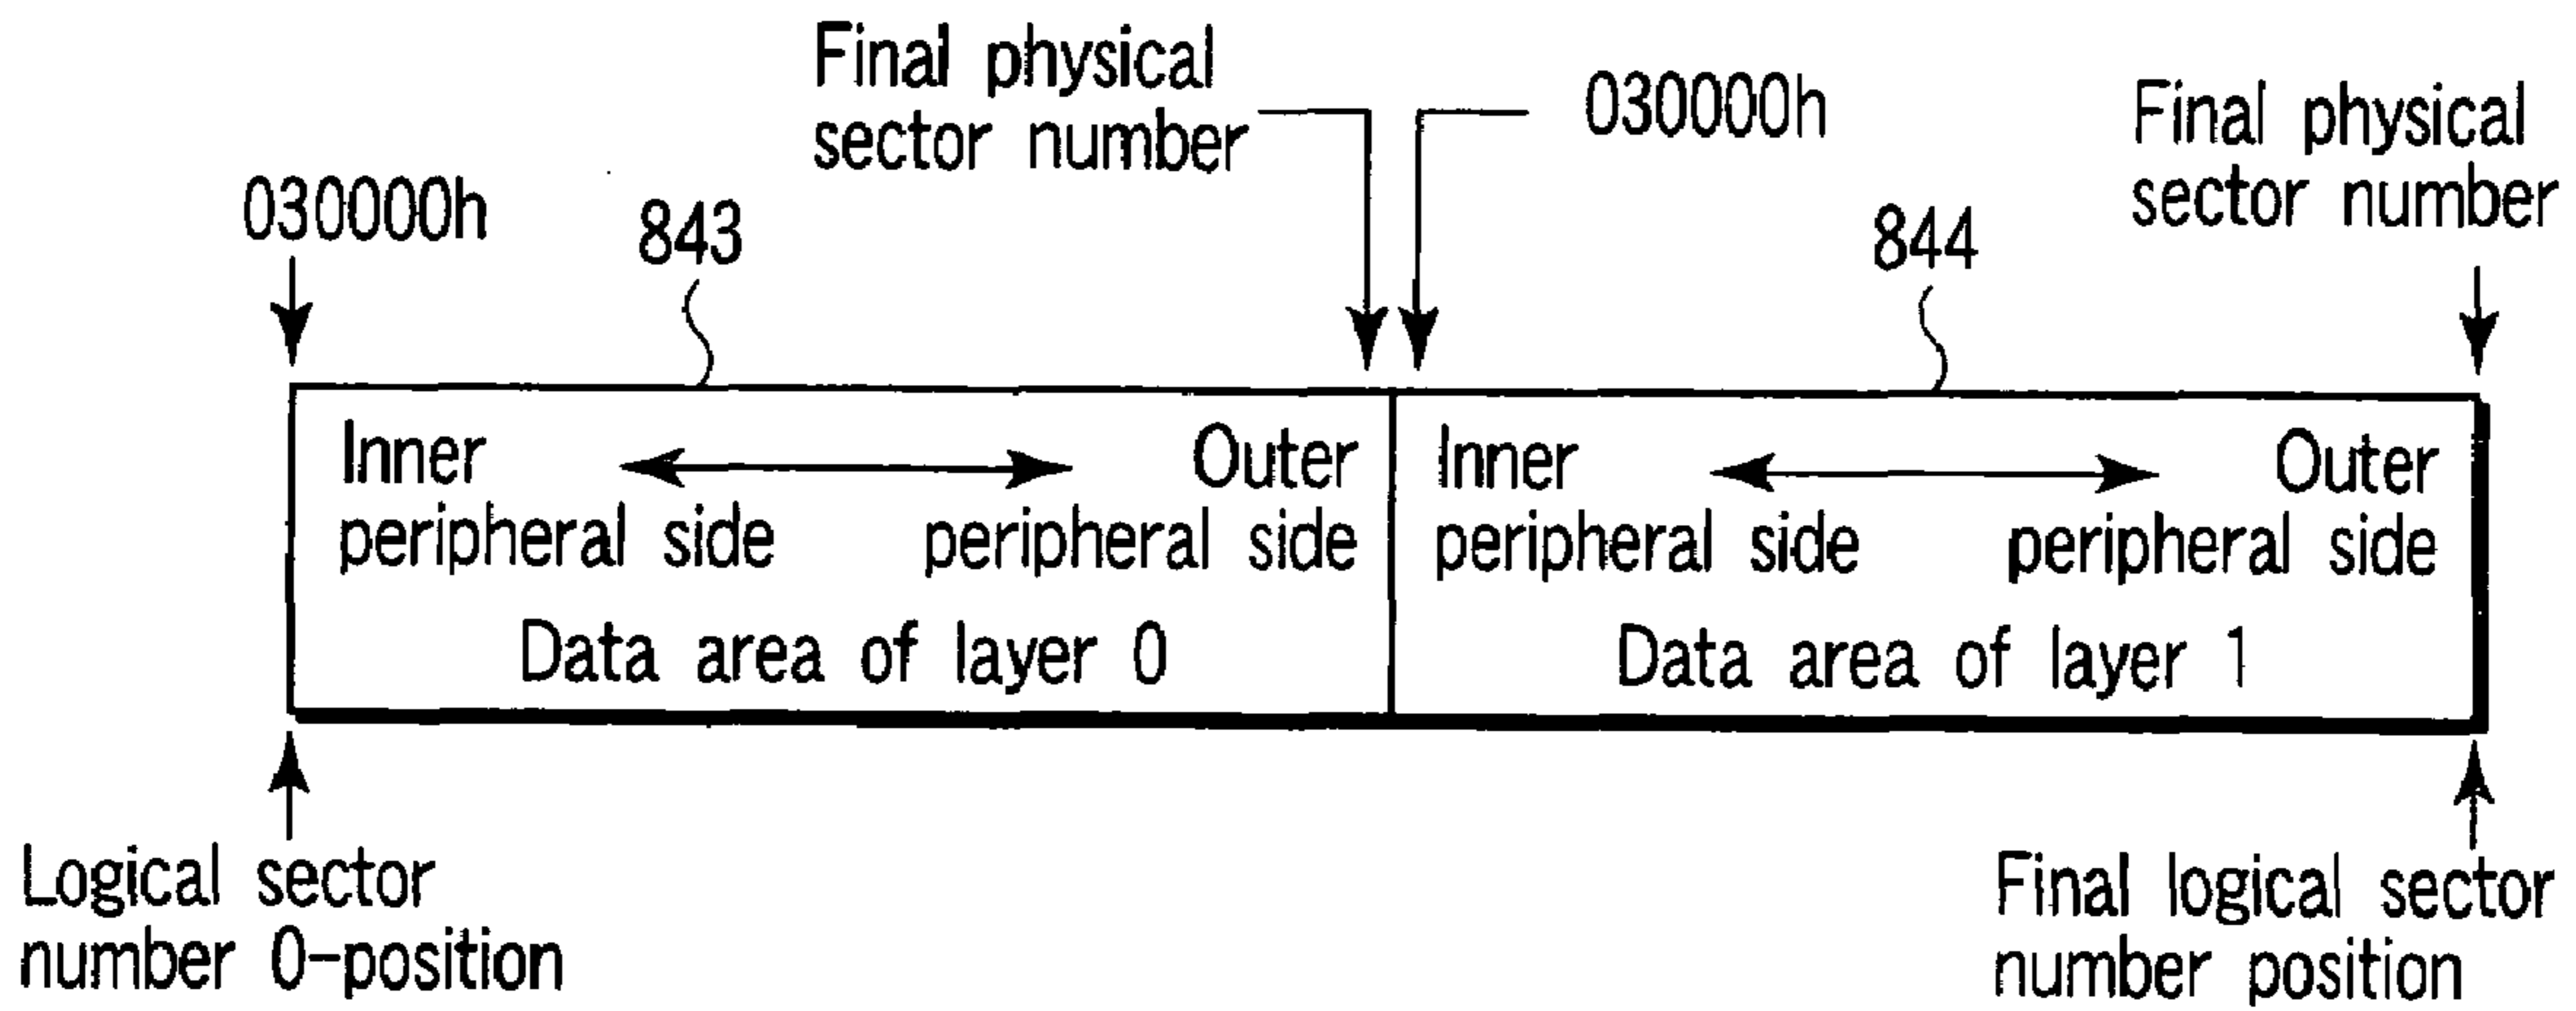 Final physical
sector number
030000h
Final physical
sector number
030000h
843
844
Inner
peripheral side
Outer
peripheral side
Inner
peripheral side
Outer
peripheral side
Data area of layer 0
Data area of layer 1
Logical sector
number 0-position
Final logical sector
number position